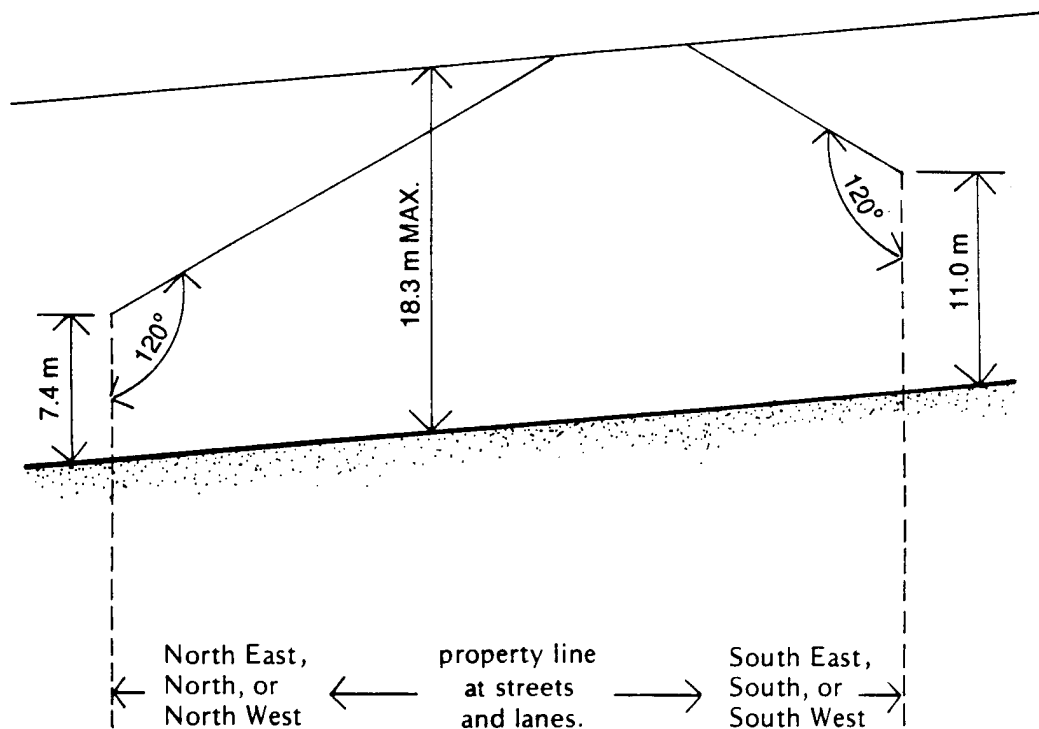 18.3 m MAX.
120°
11.0 m
120°
7.4 m
North East,
North, or
North West
property line
at streets
and lanes.
South East,
South, or
South West